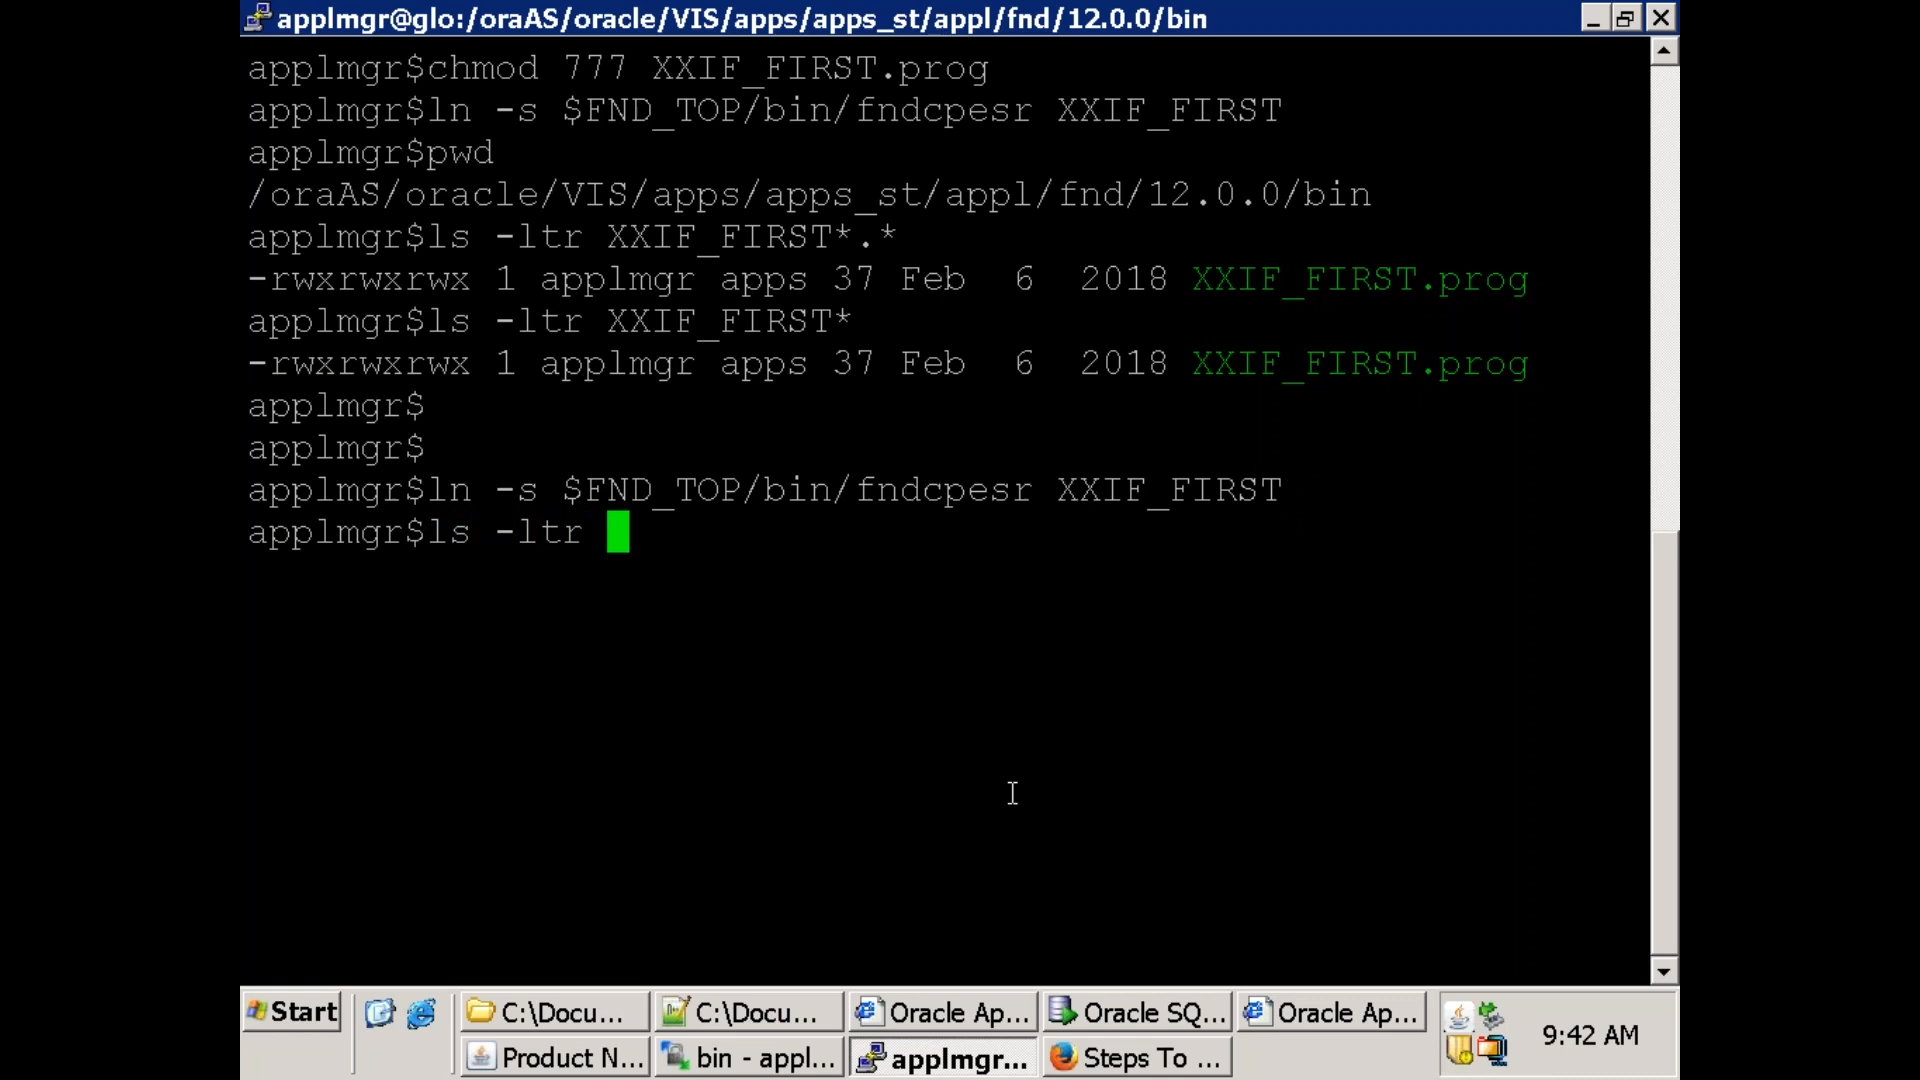 applmgr@glo:/oraAS/oracle/VIS/apps/apps_st/appl/fnd/12.0.0/bin
applmgr$chmod 777 XXIF_FIRST.prog
applmgr$ln -s $FND_TOP/bin/fndcpesr XXIF_FIRST
applmgr$pwd
/oraAS/oracle/VIS/apps/apps_st/appl/fnd/12.0.0/bin
applmgr$ls -ltr XXIF_FIRST*.*
-rwxrwxrwx 1 applmgr apps 37 Feb  6  2018 XXIF_FIRST.prog
applmgr$ls -ltr XXIF_FIRST*
-rwxrwxrwx 1 applmgr apps 37 Feb  6  2018 XXIF_FIRST.prog
applmgr$
applmgr$
applmgr$ln -s $FND_TOP/bin/fndcpesr XXIF_FIRST
applmgr$ls -ltr
Start C:\Docu... C:\Docu... Oracle Ap... Oracle SQ... Oracle Ap...
Product N... bin - appl... applmgr... Steps To ... 9:42 AM